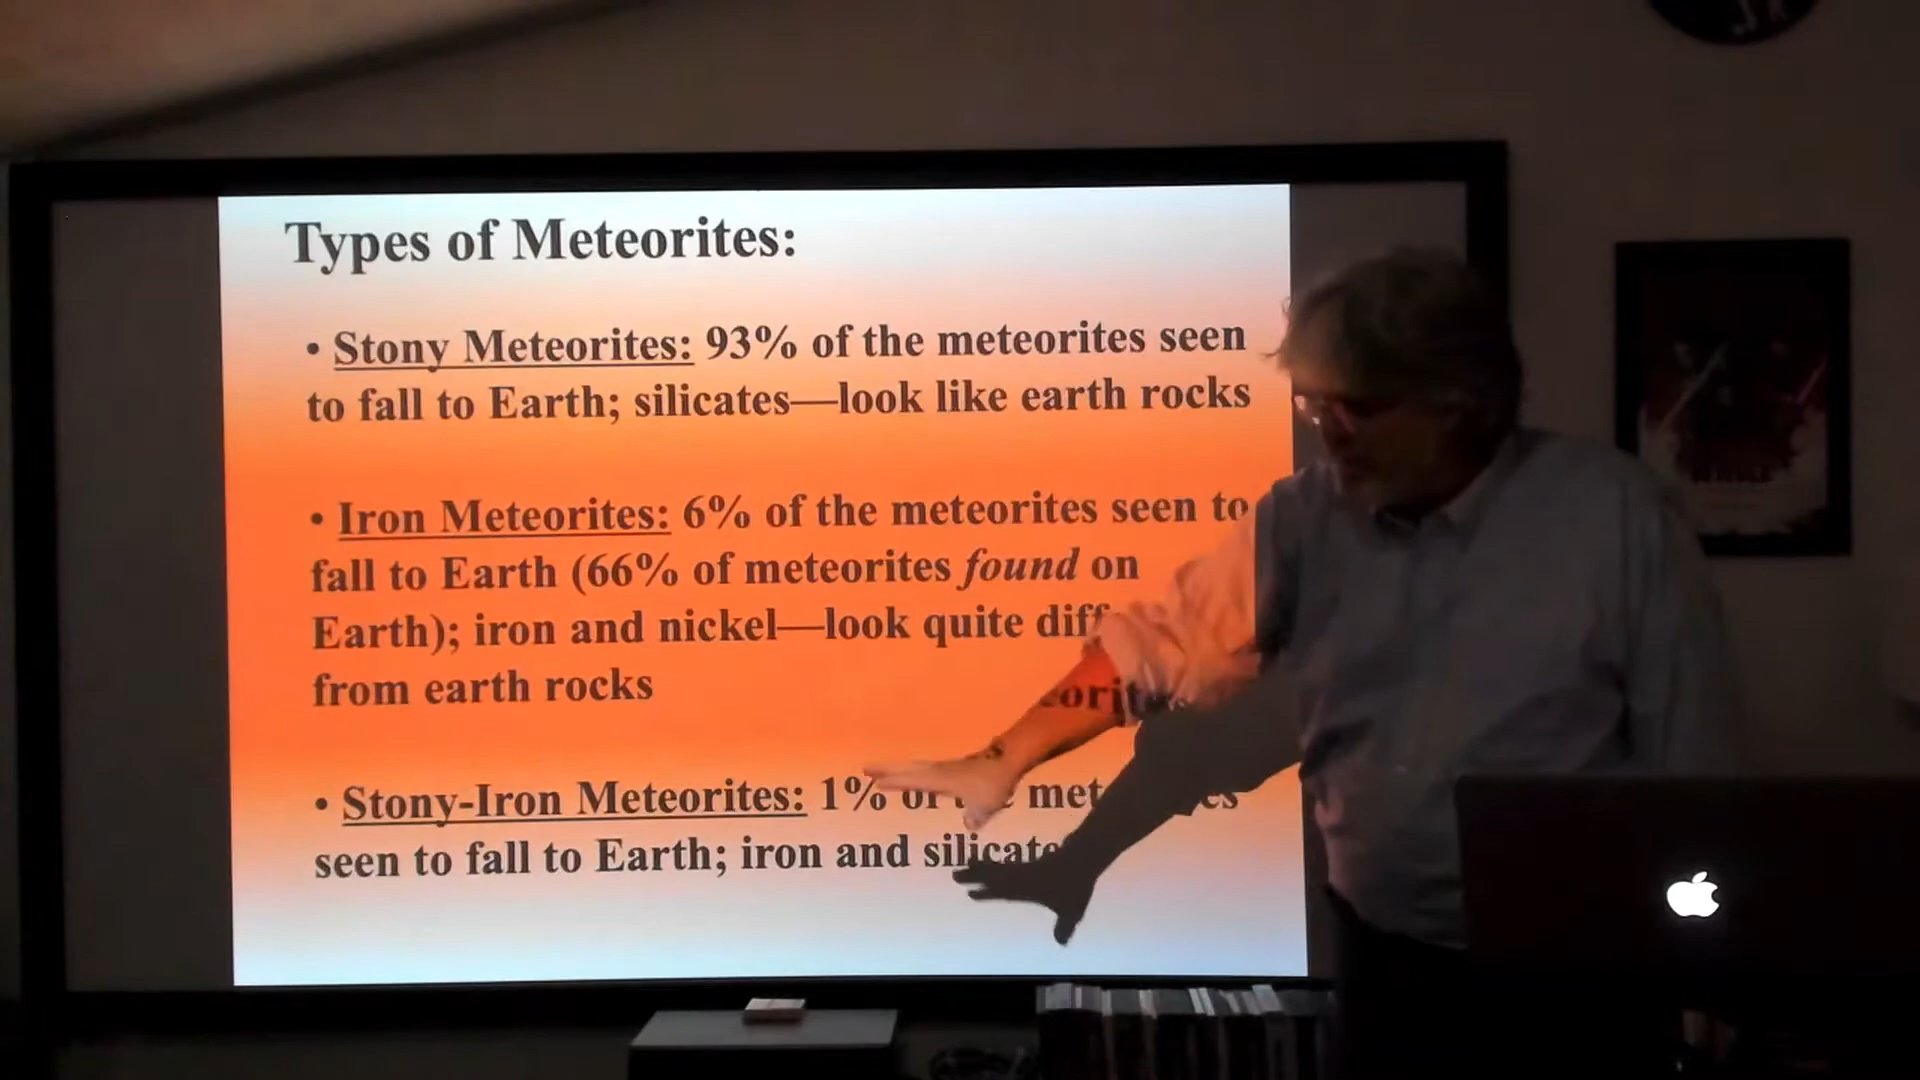 Types of Meteorites:
• Stony Meteorites: 93% of the meteorites seen
to fall to Earth; silicates—look like earth rocks
• Iron Meteorites: 6% of the meteorites seen to
fall to Earth (66% of meteorites found on
Earth); iron and nickel—look quite diff
from earth rocks
• Stony-Iron Meteorites: 1% of
seen to fall to Earth; iron and